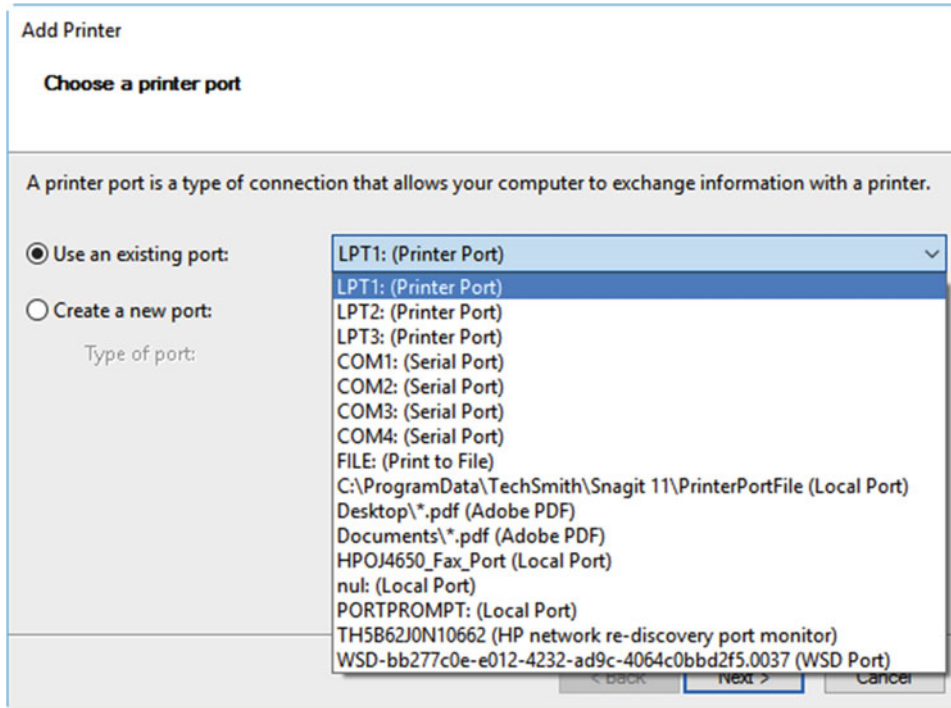 Add Printer
Choose a printer port
A printer port is a type of connection that allows your computer to exchange information with a printer.
Use an existing port: LPT1: (Printer Port)
LPT1: (Printer Port)
Create a new port: LPT2: (Printer Port)
LPT3: (Printer Port)
Type of port:
COM1: (Serial Port)
COM2: (Serial Port)
COM3: (Serial Port)
COM4: (Serial Port)
FILE: (Print to File)
C:\ProgramData\TechSmith\Snagit 11\PrinterPortFile (Local Port)
Desktop\*.pdf (Adobe PDF)
Documents\*.pdf (Adobe PDF)
HPOJ4650_Fax_Port (Local Port)
nul: (Local Port)
PORTPROMPT: (Local Port)
TH5B62J0N10662 (HP network re-discovery port monitor)
WSD-bb277c0e-e012-4232-ad9c-4064c0bbd2f5.0037 (WSD Port)
< Back Next > Cancel